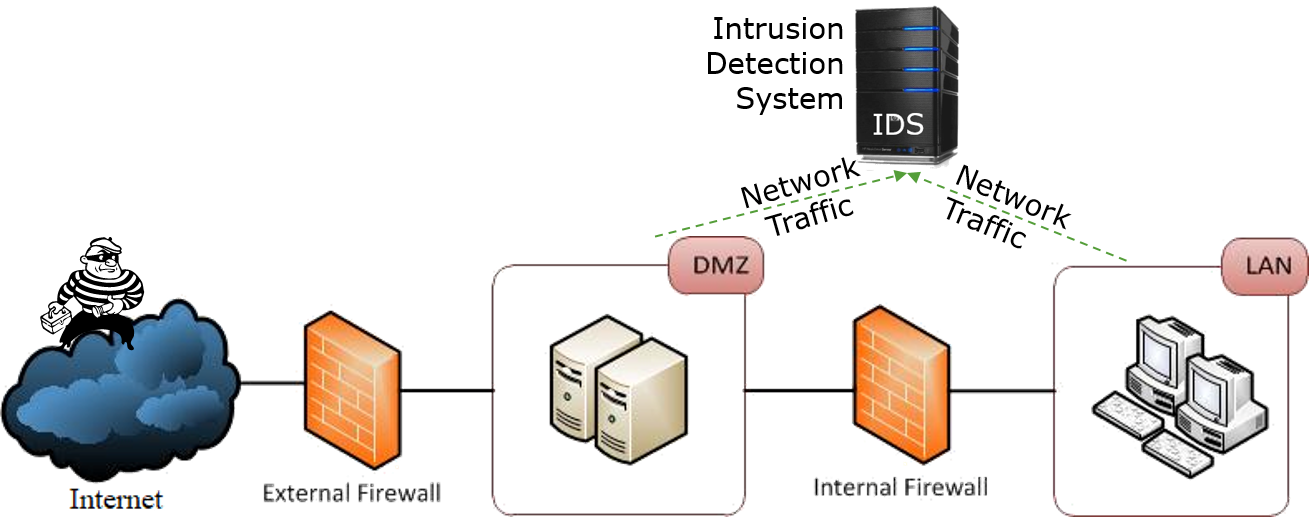 Intrusion
Detection
System
IDS
Network
Traffic
Network
Traffic
DMZ
LAN
Internet
External Firewall
Internal Firewall